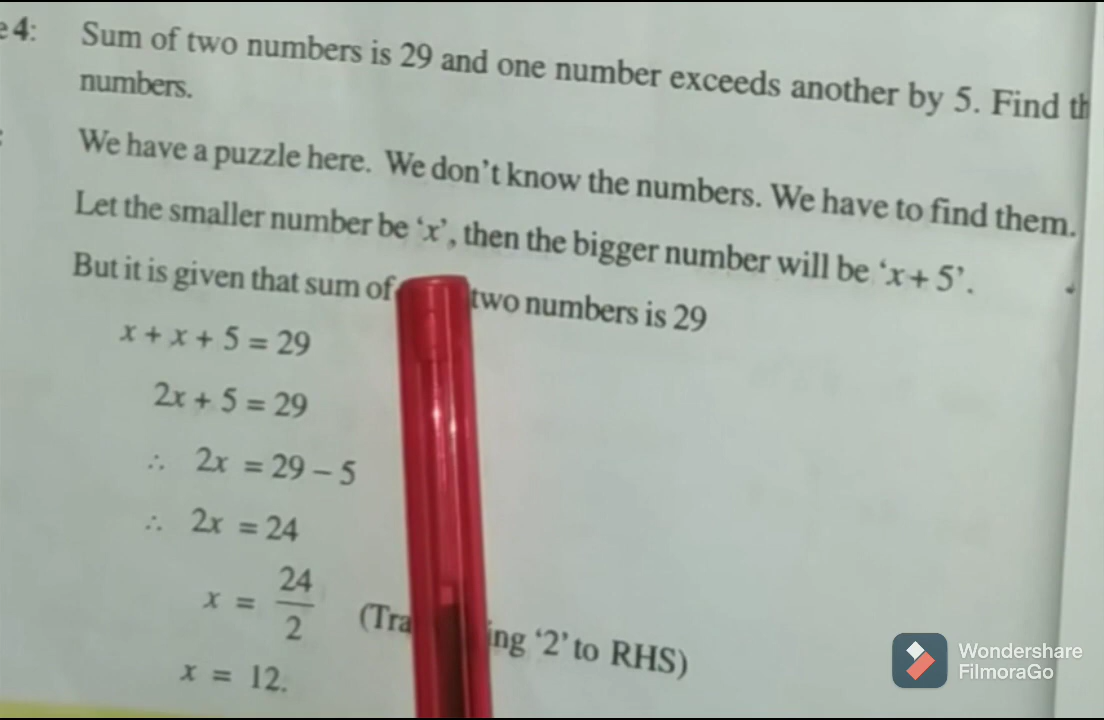 e 4: Sum of two numbers is 29 and one number exceeds another by 5. Find th
numbers.
: We have a puzzle here. We don't know the numbers. We have to find them.
Let the smaller number be 'x', then the bigger number will be 'x + 5'.
But it is given that sum of two numbers is 29
x + x + 5 = 29
2x + 5 = 29
∴ 2x = 29 – 5
∴ 2x = 24
x = 24/2 (Tra ing '2' to RHS)
x = 12.
Wondershare
FilmoraGo